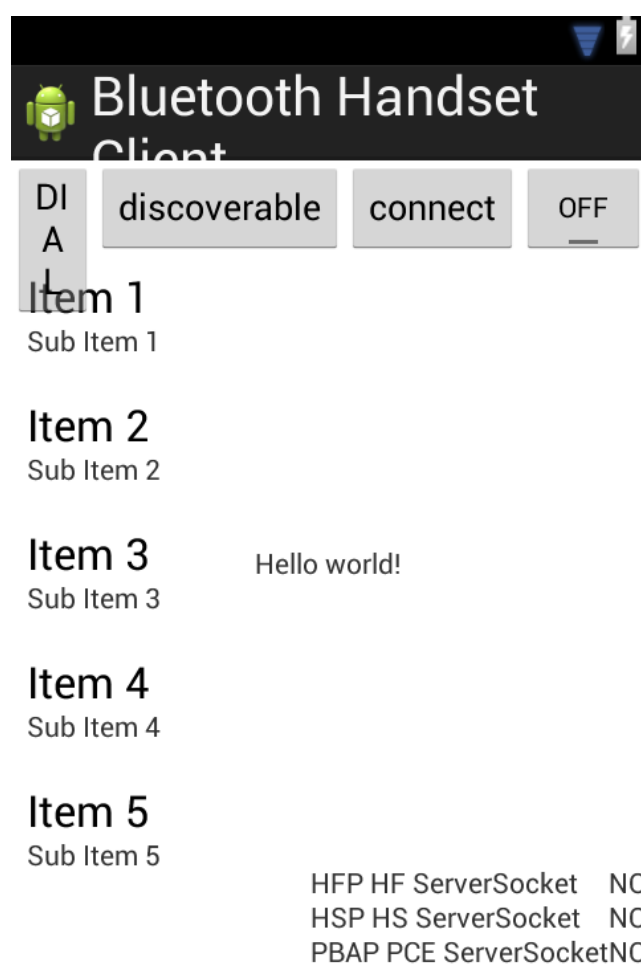 Bluetooth Handset
Client
DI
A
L
discoverable
connect
OFF
Item 1
Sub Item 1
Item 2
Sub Item 2
Item 3
Sub Item 3
Hello world!
Item 4
Sub Item 4
Item 5
Sub Item 5
HFP HF ServerSocket
HSP HS ServerSocket
PBAP PCE ServerSocket